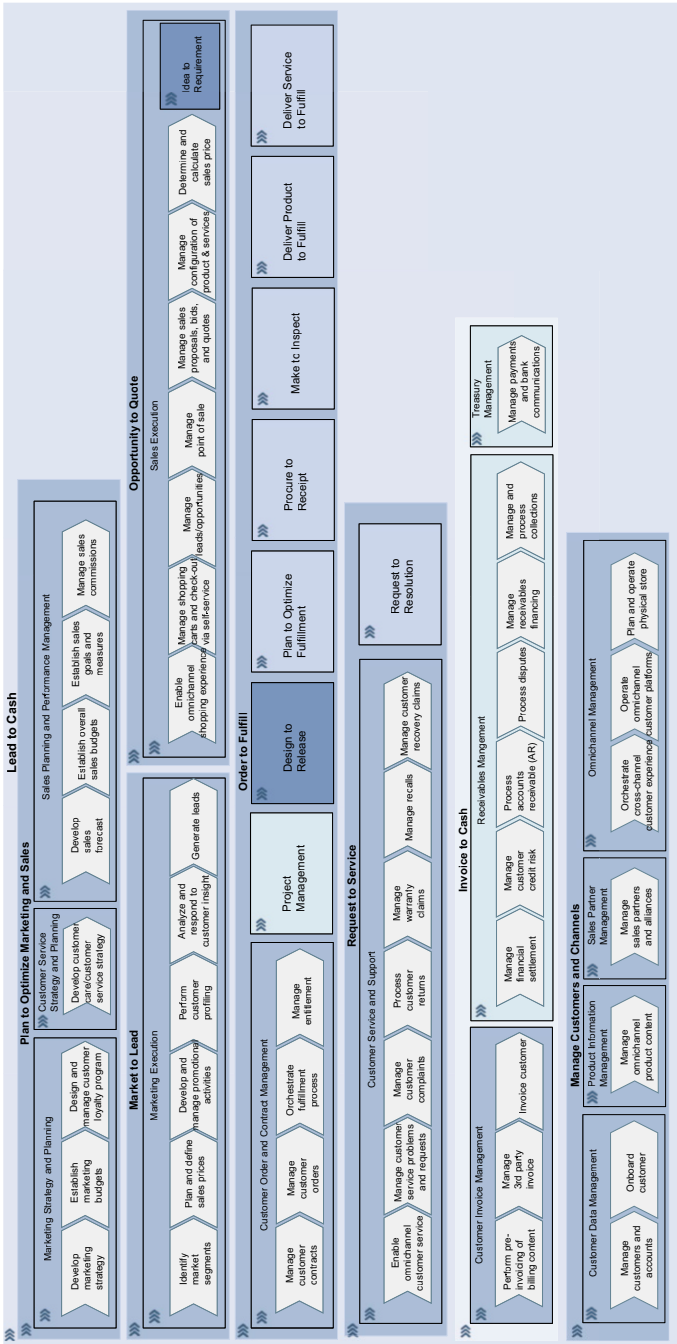 Lead to Cash
Plan to Optimize Marketing and Sales
Marketing Strategy and Planning
Develop
marketing
strategy
Establish
marketing
budgets
Design and
manage customer
loyalty program
Customer Service
Strategy and Planning
Develop customer
care/customer
service strategy
Sales Planning and Performance Management
Develop
sales
forecast
Establish overall
sales budgets
Establish sales
goals and
measures
Manage sales
commissions
Market to Lead
Marketing Execution
Identify
market
segments
Plan and define
sales prices
Develop and
manage promotional
activities
Perform
customer
profiling
Analyze and
respond to
customer insight
Generate leads
Opportunity to Quote
Sales Execution
Enable
omnichannel
shopping experience
Manage shopping
carts and check-out
via self-service
Manage
leads/opportunities
Manage
point of sale
Manage sales
proposals, bids,
and quotes
Manage
configuration of
product & services
Determine and
calculate
sales price
Idea to
Requirement
Order to Fulfill
Customer Order and Contract Management
Manage
customer
contracts
Manage
customer
orders
Orchestrate
fulfillment
process
Manage
entitlement
Project
Management
Design to
Release
Plan to Optimize
Fulfillment
Procure to
Receipt
Make tc Inspect
Deliver Product
to Fulfill
Deliver Service
to Fulfill
Request to Service
Customer Service and Support
Enable
omnichannel
customer service
Manage customer
service problems
and requests
Manage
customer
complaints
Process
customer
returns
Manage
warranty
claims
Manage recalls
Manage customer
recovery claims
Request to
Resolution
Invoice to Cash
Customer Invoice Management
Perform pre-
invoicing of
billing content
Manage
3rd party
invoice
Invoice customer
Receivables Mangement
Manage
financial
settlement
Manage
customer
credit risk
Process
accounts
receivable (AR)
Process disputes
Manage
receivables
financing
Manage and
process
collections
Treasury
Management
Manage payments
and bank
communications
Manage Customers and Channels
Customer Data Management
Manage
customers and
accounts
Onboard
customer
Product Information
Management
Manage
omnichannel
product content
Sales Partner
Management
Manage
sales partners
and alliances
Omnichannel Management
Orchestrate
cross-channel
customer experience
Operate
omnichannel
customer platforms
Plan and operate
physical store